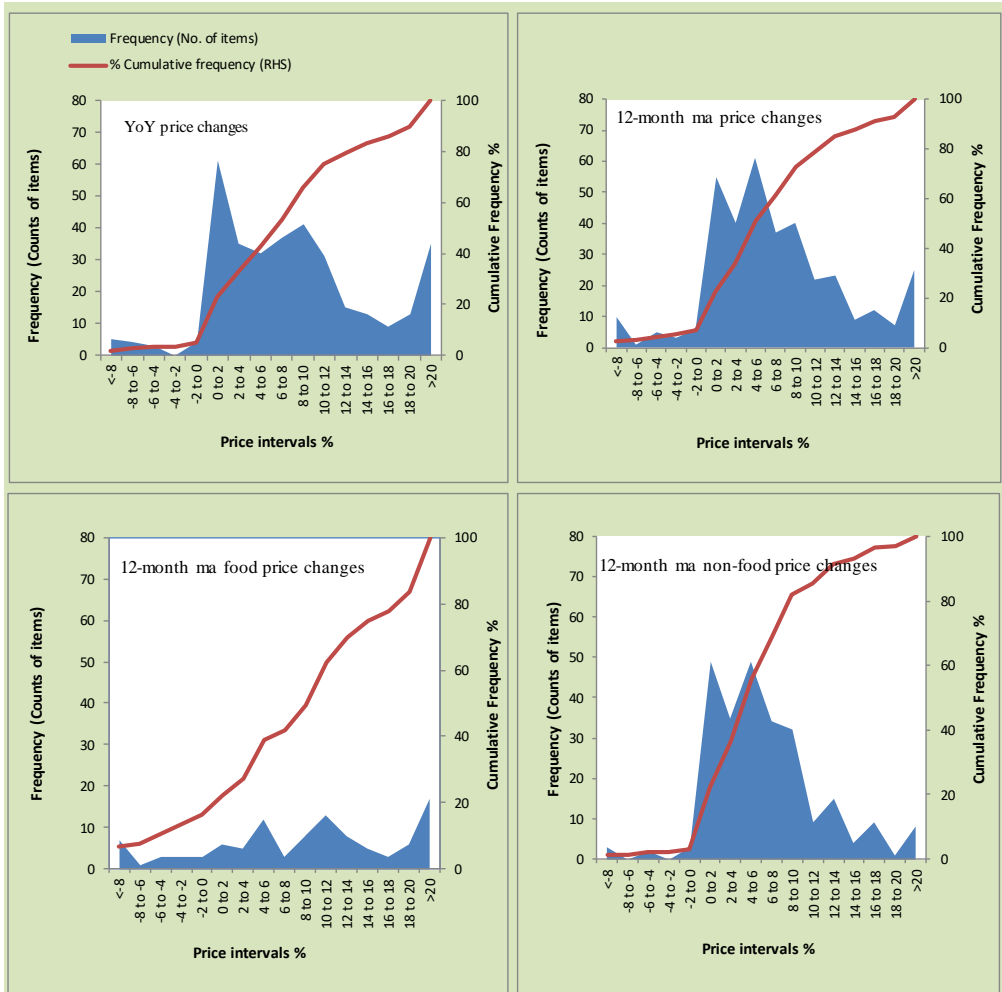 Frequency (No. of items)
% Cumulative frequency (RHS)
YoY price changes
Frequency (Counts of items)
80
70
60
50
40
30
20
10
0
100
80
60
40
20
0
Cumulative Frequency %
<-8
-8 to -6
-6 to -4
-4 to -2
-2 to 0
0 to 2
2 to 4
4 to 6
6 to 8
8 to 10
10 to 12
12 to 14
14 to 16
16 to 18
18 to 20
>20
Price intervals %
12-month ma price changes
Frequency (Counts of items)
80
70
60
50
40
30
20
10
0
100
80
60
40
20
0
Cumulative Frequency %
<-8
-8 to -6
-6 to -4
-4 to -2
-2 to 0
0 to 2
2 to 4
4 to 6
6 to 8
8 to 10
10 to 12
12 to 14
14 to 16
16 to 18
18 to 20
>20
Price intervals %
12-month ma food price changes
Frequency (Counts of items)
80
70
60
50
40
30
20
10
0
100
80
60
40
20
0
Cumulative Frequency %
<-8
-8 to -6
-6 to -4
-4 to -2
-2 to 0
0 to 2
2 to 4
4 to 6
6 to 8
8 to 10
10 to 12
12 to 14
14 to 16
16 to 18
18 to 20
>20
Price intervals %
12-month ma non-food price changes
Frequency (Counts of items)
80
70
60
50
40
30
20
10
0
100
80
60
40
20
0
Cumulative Frequency %
<-8
-8 to -6
-6 to -4
-4 to -2
-2 to 0
0 to 2
2 to 4
4 to 6
6 to 8
8 to 10
10 to 12
12 to 14
14 to 16
16 to 18
18 to 20
>20
Price intervals %